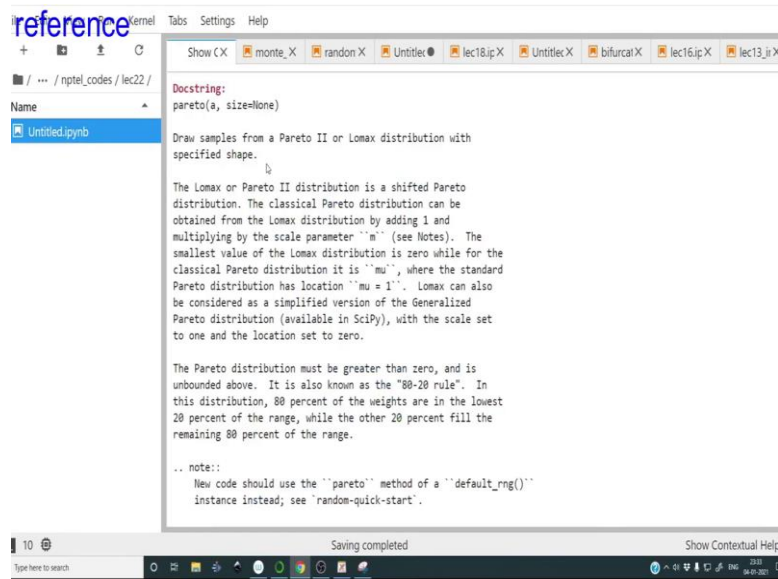 reference
Kernel Tabs Settings Help
Show C X monte_ X random X Untitled lec18.ip X Untitlec X bifurcat X lec16.ip X lec13_ir X
/ ··· / nptel_codes / lec22 /
Name
Untitled.ipynb
Docstring:
pareto(a, size=None)
Draw samples from a Pareto II or Lomax distribution with
specified shape.
The Lomax or Pareto II distribution is a shifted Pareto
distribution. The classical Pareto distribution can be
obtained from the Lomax distribution by adding 1 and
multiplying by the scale parameter ``m`` (see Notes). The
smallest value of the Lomax distribution is zero while for the
classical Pareto distribution it is ``mu``, where the standard
Pareto distribution has location ``mu = 1``. Lomax can also
be considered as a simplified version of the Generalized
Pareto distribution (available in SciPy), with the scale set
to one and the location set to zero.
The Pareto distribution must be greater than zero, and is
unbounded above. It is also known as the "80-20 rule". In
this distribution, 80 percent of the weights are in the lowest
20 percent of the range, while the other 20 percent fill the
remaining 80 percent of the range.
.. note::
New code should use the ``pareto`` method of a ``default_rng()``
instance instead; see `random-quick-start`.
10 Saving completed Show Contextual Help
Type here to search ENG 23:33
04-01-2021